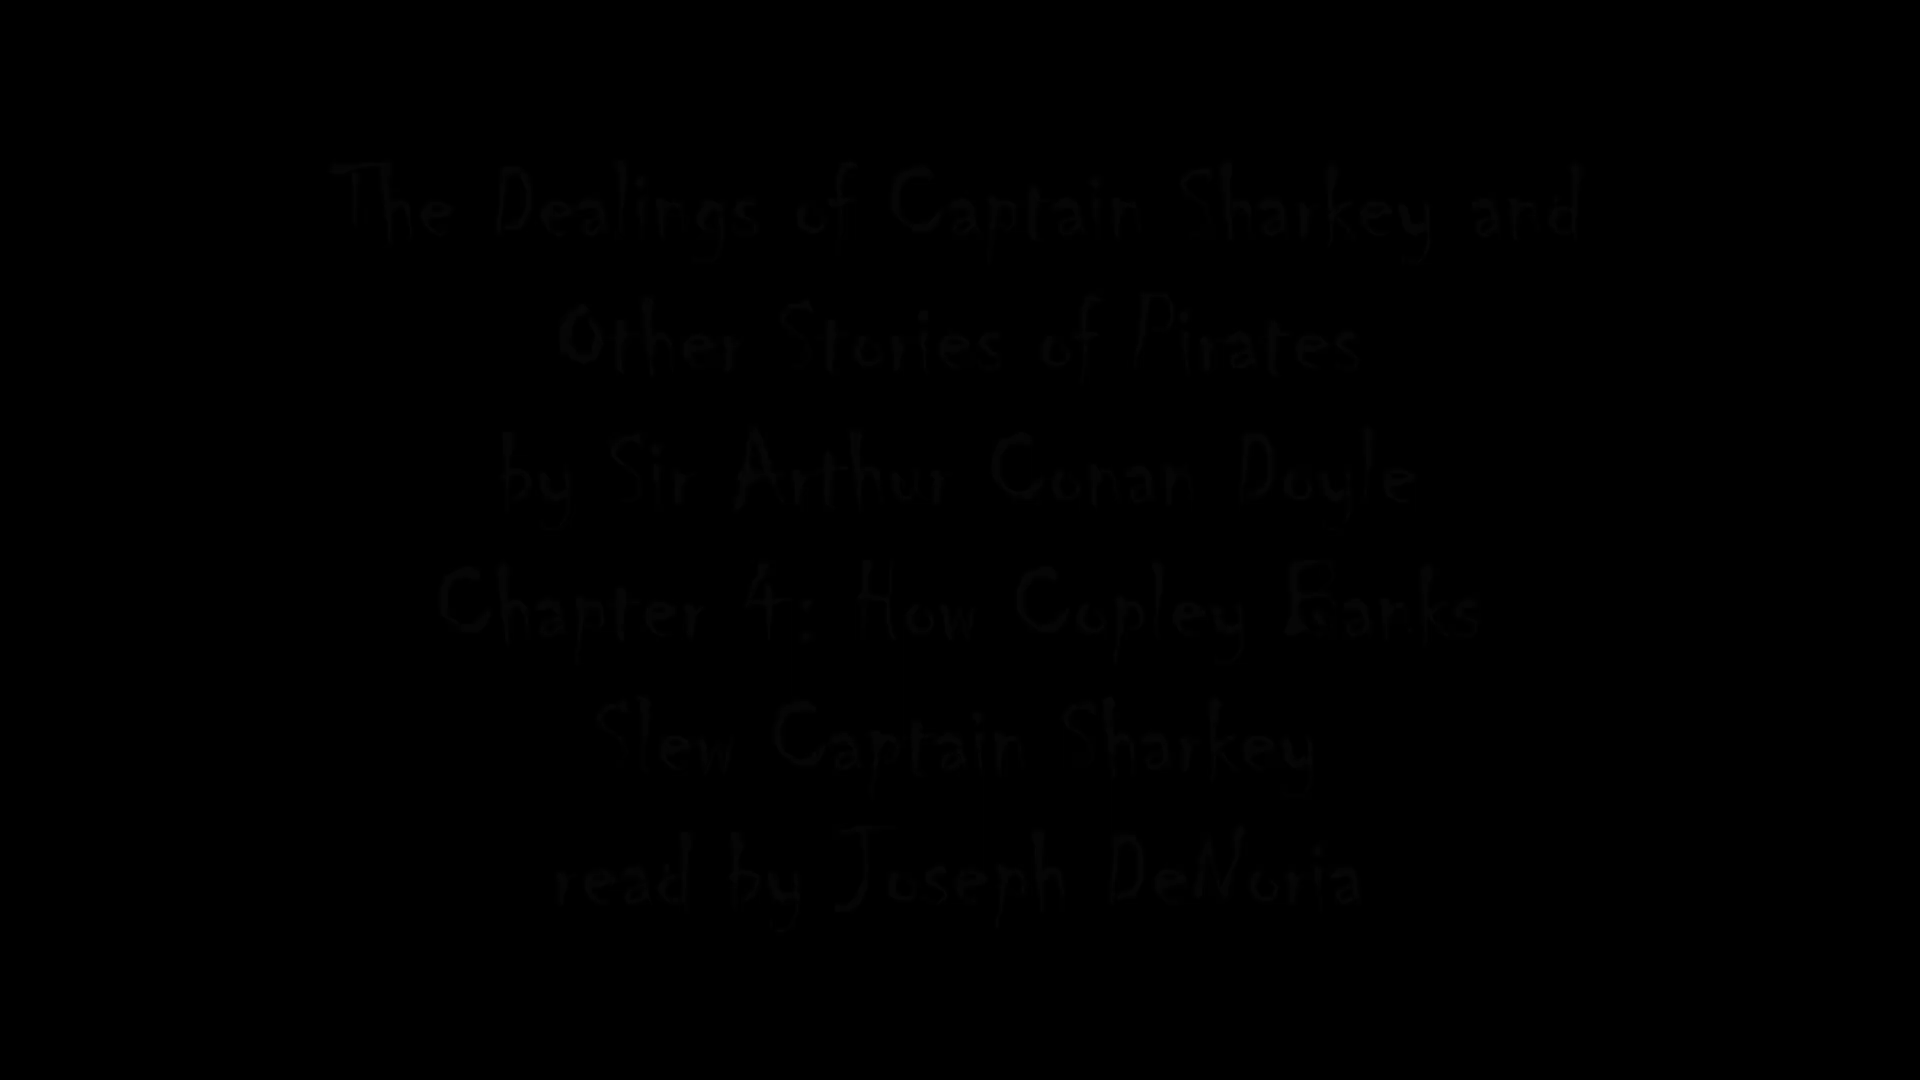 The Dealings of Captain Sharkey and
Other Stories of Pirates
by Sir Arthur Conan Doyle
Chapter 4: How Copley Banks
Slew Captain Sharkey
read by Joseph DeNoria